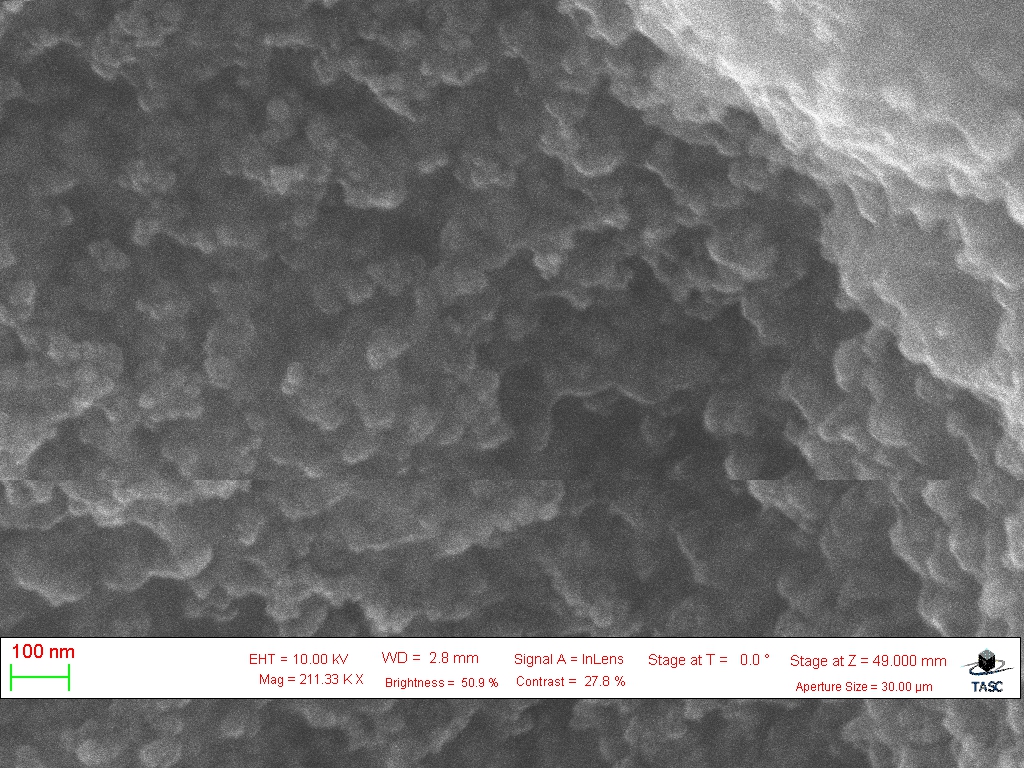 100 nm
EHT = 10.00 kV WD = 2.8 mm Signal A = InLens Stage at T = 0.0 ° Stage at Z = 49.000 mm
Mag = 211.33 K X Brightness = 50.9 % Contrast = 27.8 % Aperture Size = 30.00 µm
TASC